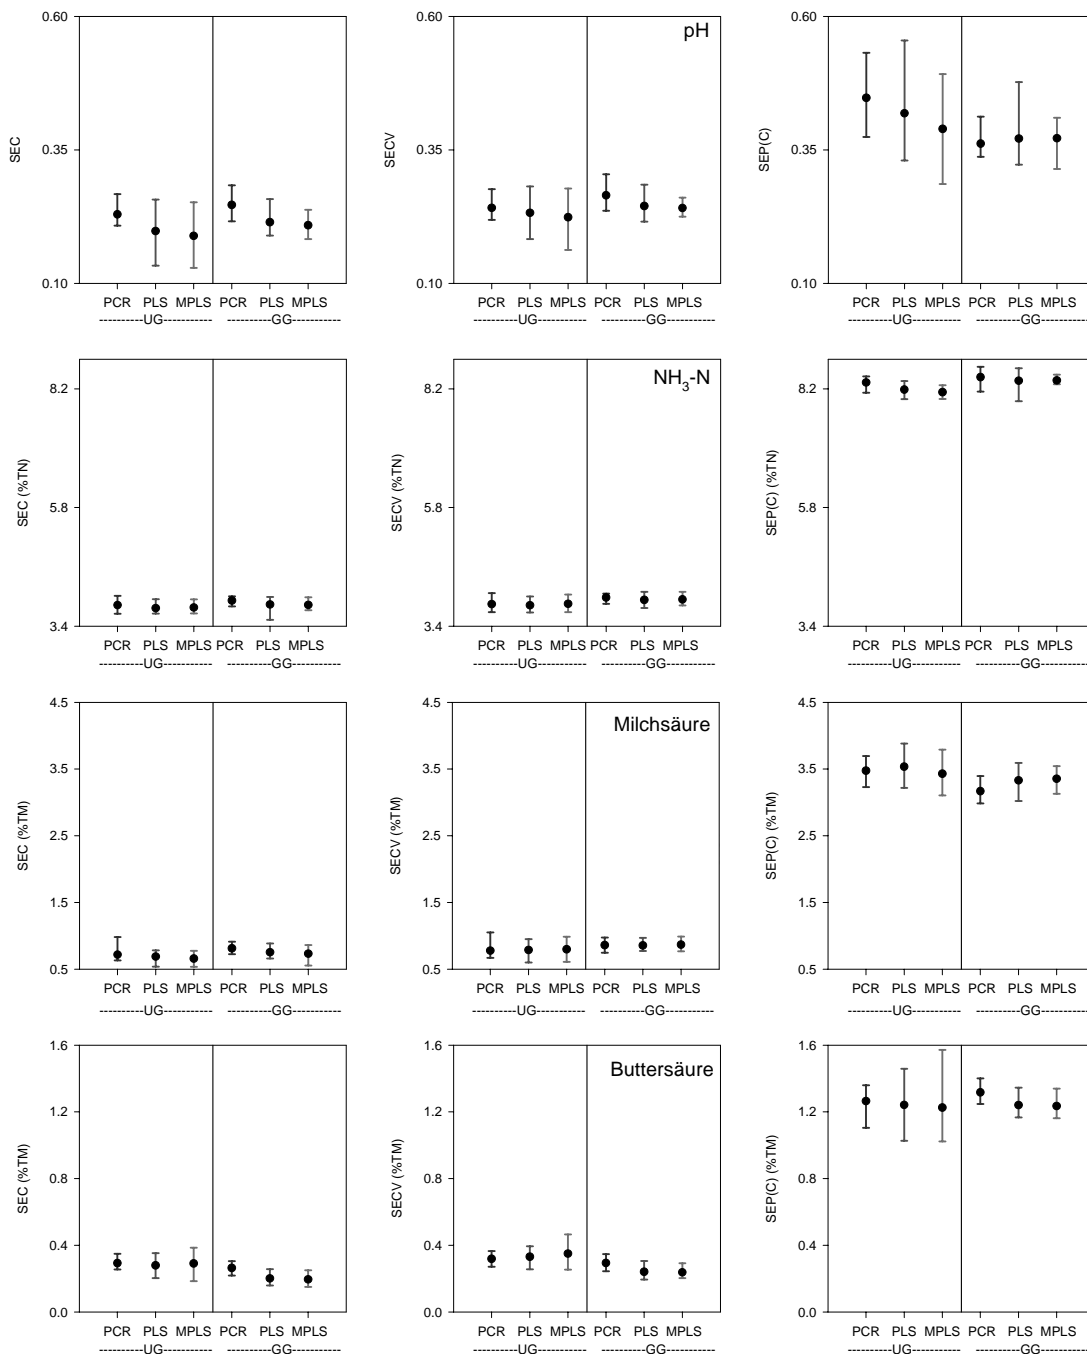 0.60
0.35
0.10
SEC
PCR PLS MPLS PCR PLS MPLS
----------UG----------- ----------GG-----------
pH
0.60
0.35
0.10
SECV
PCR PLS MPLS PCR PLS MPLS
----------UG----------- ----------GG-----------
0.60
0.35
0.10
SEP(C)
PCR PLS MPLS PCR PLS MPLS
----------UG----------- ----------GG-----------
8.2
5.8
3.4
SEC (%TN)
PCR PLS MPLS PCR PLS MPLS
----------UG----------- ----------GG-----------
NH₃-N
8.2
5.8
3.4
SECV (%TN)
PCR PLS MPLS PCR PLS MPLS
----------UG----------- ----------GG-----------
8.2
5.8
3.4
SEP(C) (%TN)
PCR PLS MPLS PCR PLS MPLS
----------UG----------- ----------GG-----------
4.5
3.5
2.5
1.5
0.5
SEC (%TM)
PCR PLS MPLS PCR PLS MPLS
----------UG----------- ----------GG-----------
Milchsäure
4.5
3.5
2.5
1.5
0.5
SECV (%TM)
PCR PLS MPLS PCR PLS MPLS
----------UG----------- ----------GG-----------
4.5
3.5
2.5
1.5
0.5
SEP(C) (%TM)
PCR PLS MPLS PCR PLS MPLS
----------UG----------- ----------GG-----------
1.6
1.2
0.8
0.4
0.0
SEC (%TM)
PCR PLS MPLS PCR PLS MPLS
----------UG----------- ----------GG-----------
Buttersäure
1.6
1.2
0.8
0.4
0.0
SECV (%TM)
PCR PLS MPLS PCR PLS MPLS
----------UG----------- ----------GG-----------
1.6
1.2
0.8
0.4
0.0
SEP(C) (%TM)
PCR PLS MPLS PCR PLS MPLS
----------UG----------- ----------GG-----------